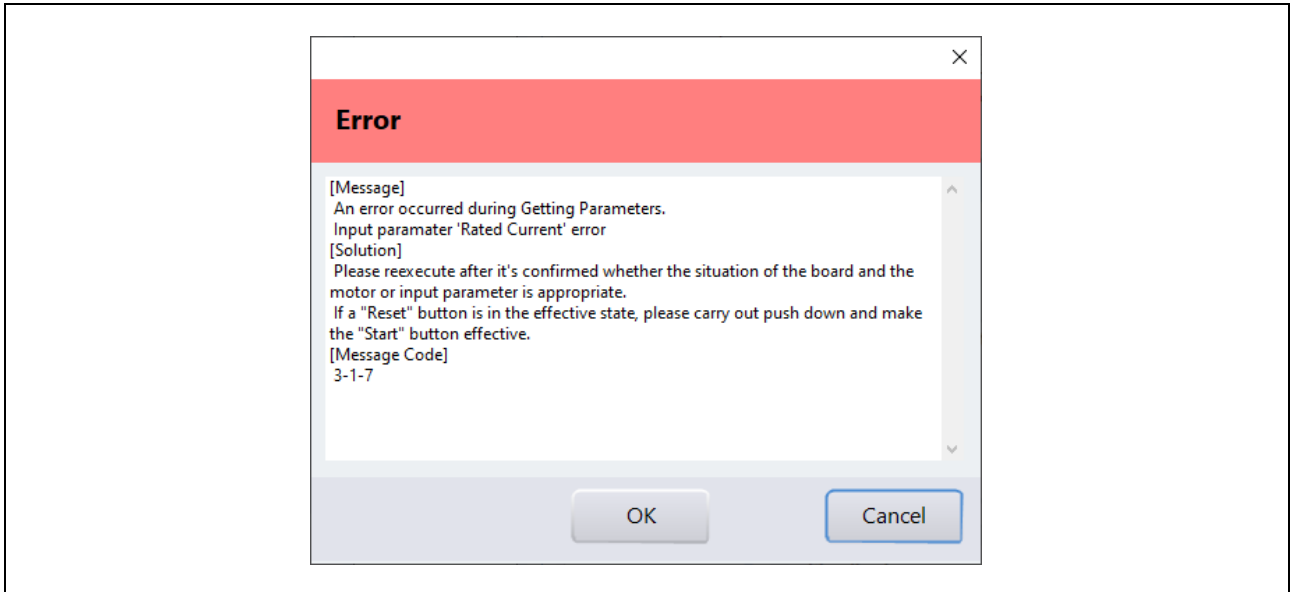 Error
[Message]
An error occurred during Getting Parameters.
Input paramater 'Rated Current' error
[Solution]
Please reexecute after it's confirmed whether the situation of the board and the
motor or input parameter is appropriate.
If a "Reset" button is in the effective state, please carry out push down and make
the "Start" button effective.
[Message Code]
3-1-7
OK
Cancel